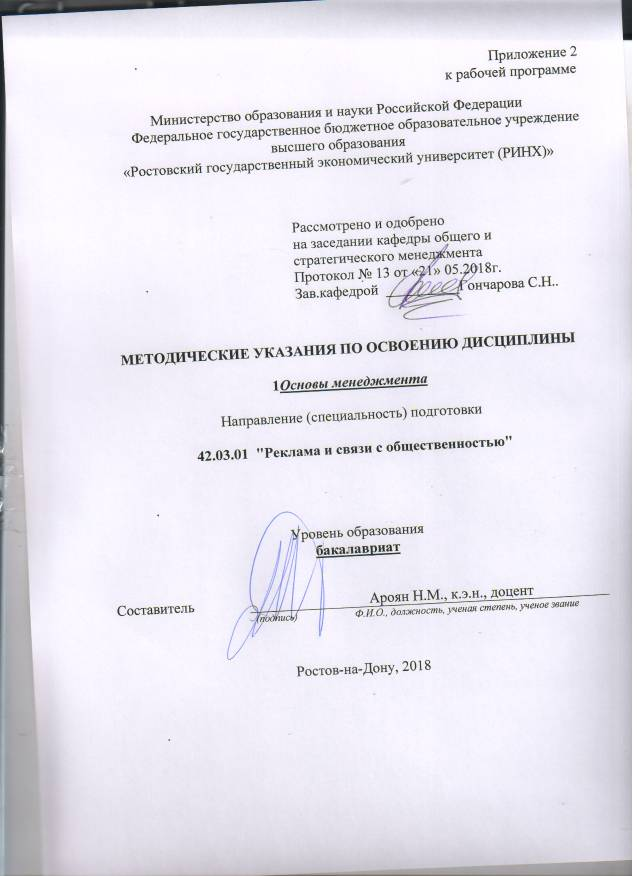 Приложение 2
к рабочей программе
Министерство образования и науки Российской Федерации
Федеральное государственное бюджетное образовательное учреждение
высшего образования
«Ростовский государственный экономический университет (РИНХ)»
Рассмотрено и одобрено
на заседании кафедры общего и
стратегического менеджмента
Протокол № 13 от «21» 05.2018г.
Зав.кафедрой Гончарова С.Н..
МЕТОДИЧЕСКИЕ УКАЗАНИЯ ПО ОСВОЕНИЮ ДИСЦИПЛИНЫ
1Основы менеджмента
Направление (специальность) подготовки
42.03.01 "Реклама и связи с общественностью"
Уровень образования
бакалавриат
Составитель Ароян Н.М., к.э.н., доцент
(подпись) Ф.И.О., должность, ученая степень, ученое звание
Ростов-на-Дону, 2018